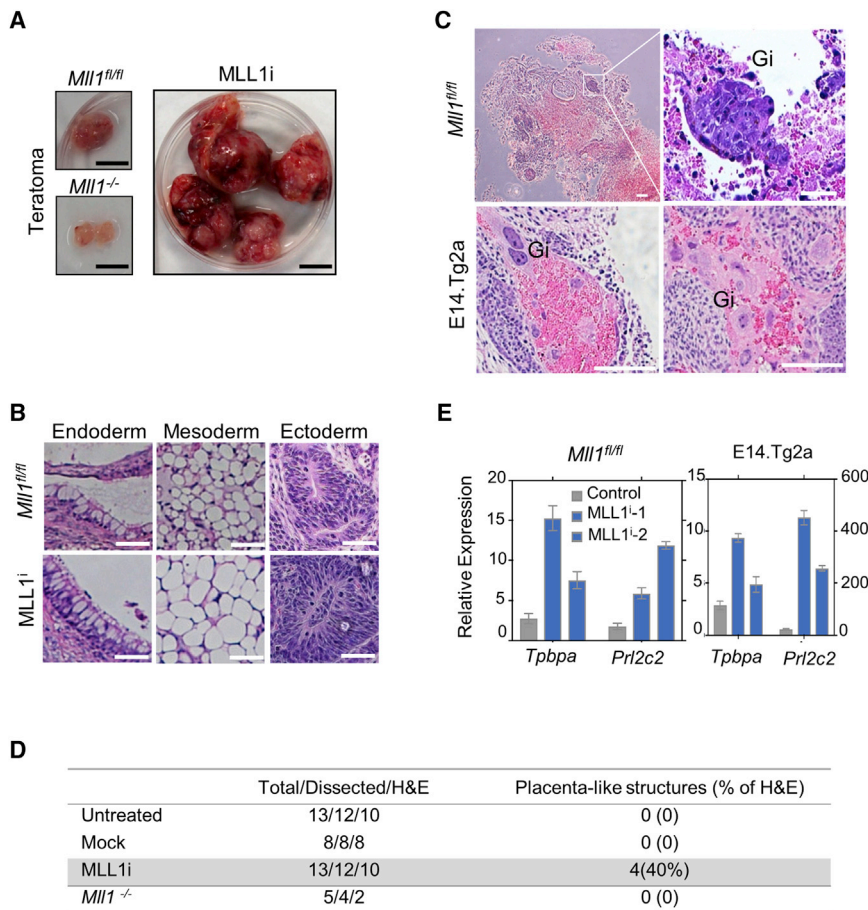 A
Mll1fl/fl
MLL1i
Mll1-/-
Teratoma
B
Endoderm Mesoderm Ectoderm
Mll1fl/fl
MLL1i
C
Mll1fl/fl
Gi
E14.Tg2a
Gi
Gi
E
Mll1fl/fl
E14.Tg2a
Relative Expression
20
15
10
5
0
Control
MLL1i-1
MLL1i-2
Tpbpa Prl2c2
15
10
5
0
600
400
200
0
Tpbpa Prl2c2
D
Total/Dissected/H&E Placenta-like structures (% of H&E)
Untreated 13/12/10 0 (0)
Mock 8/8/8 0 (0)
MLL1i 13/12/10 4(40%)
Mll1 -/- 5/4/2 0 (0)